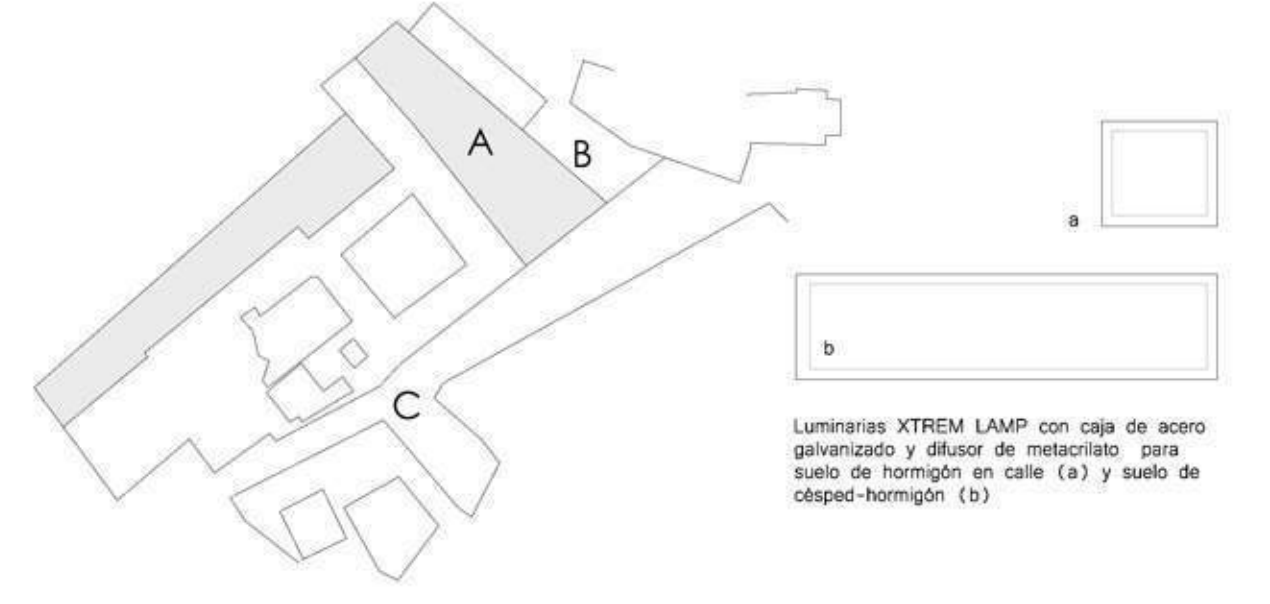 A
B
C
a
b
Luminarias XTREM LAMP con caja de acero
galvanizado y difusor de metacrilato para
suelo de hormigón en calle (a) y suelo de
césped-hormigón (b)